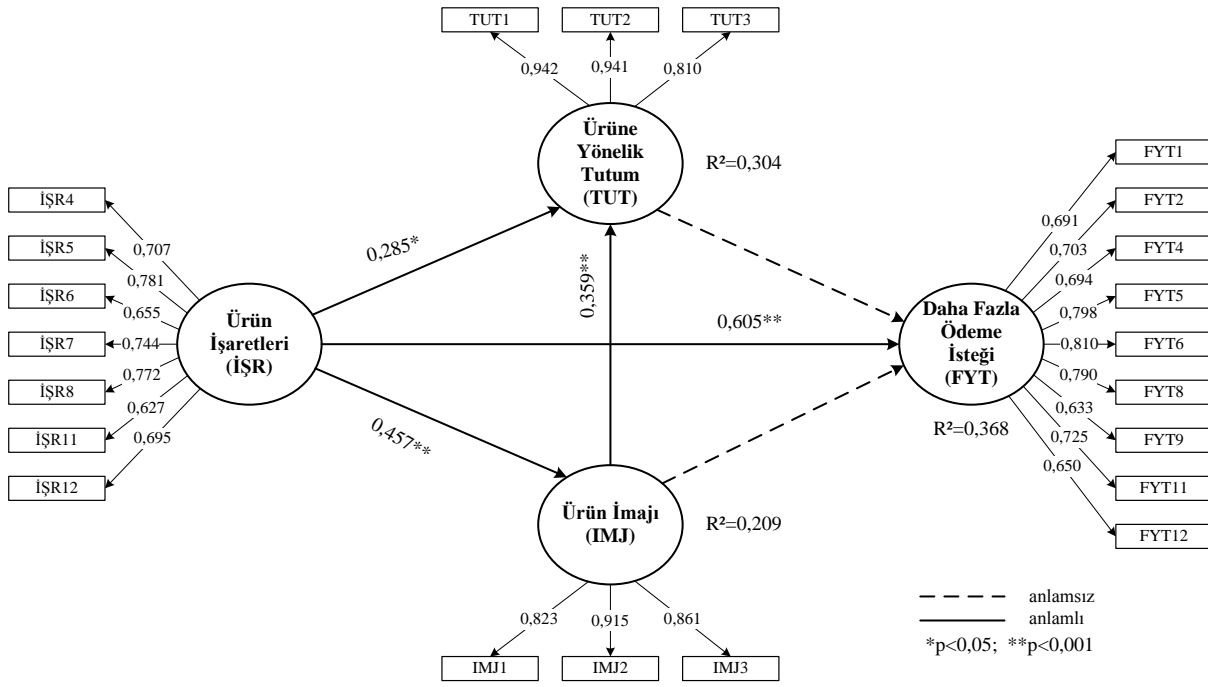 TUT1
TUT2
TUT3
0,942
0,941
0,810
Ürüne
Yönelik
Tutum
(TUT)
R²=0,304
İŞR4
İŞR5
İŞR6
İŞR7
İŞR8
İŞR11
İŞR12
0,707
0,781
0,655
0,744
0,772
0,627
0,695
Ürün
İşaretleri
(İŞR)
0,285*
0,359**
0,605**
0,457**
Daha Fazla
Ödeme
İsteği
(FYT)
R²=0,368
0,691
0,703
0,694
0,798
0,810
0,790
0,633
0,725
0,650
FYT1
FYT2
FYT4
FYT5
FYT6
FYT8
FYT9
FYT11
FYT12
Ürün İmajı
(IMJ)
R²=0,209
0,823
0,915
0,861
IMJ1
IMJ2
IMJ3
anlamsız
anlamlı
*p<0,05; **p<0,001